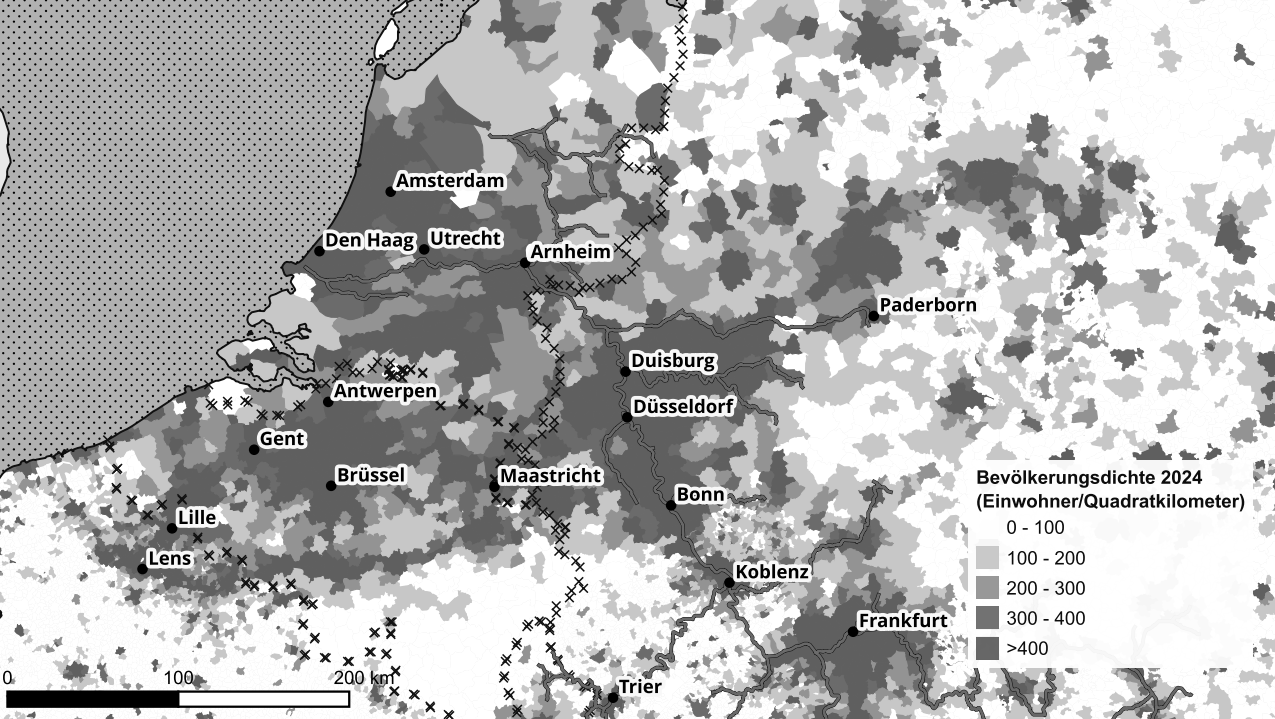 Amsterdam
Den Haag
Utrecht
Arnheim
Paderborn
Duisburg
Antwerpen
Düsseldorf
Gent
Brüssel
Maastricht
Bonn
Lille
Lens
Koblenz
Frankfurt
Trier
Bevölkerungsdichte 2024
(Einwohner/Quadratkilometer)
0 - 100
100 - 200
200 - 300
300 - 400
>400
0 100 200 km